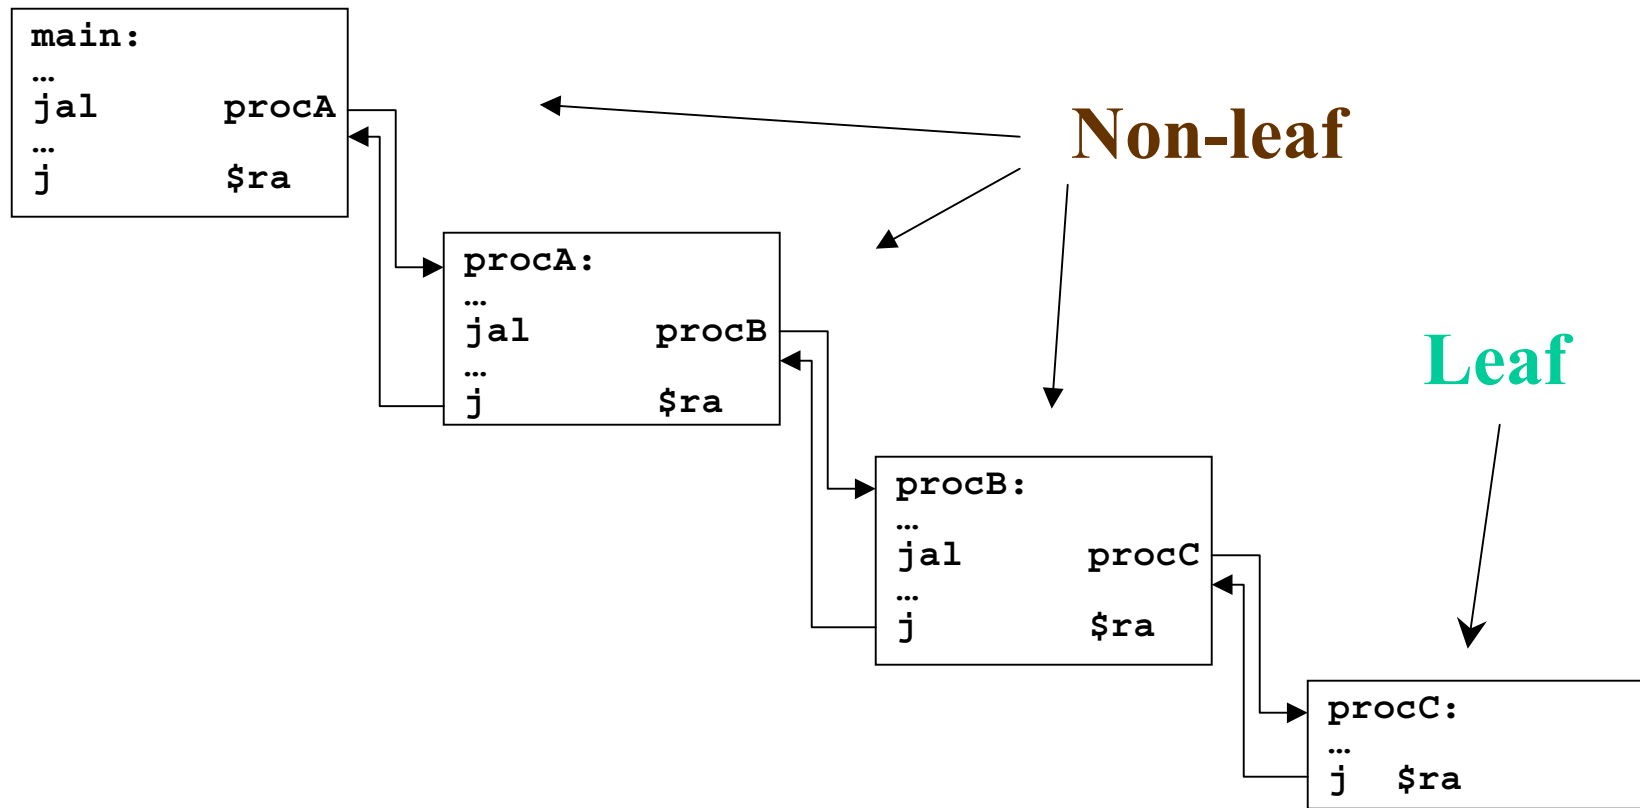 main:
…
jal procA
…
j $ra
Non-leaf
procA:
…
jal procB
…
j $ra
Leaf
procB:
…
jal procC
…
j $ra
procC:
…
j $ra